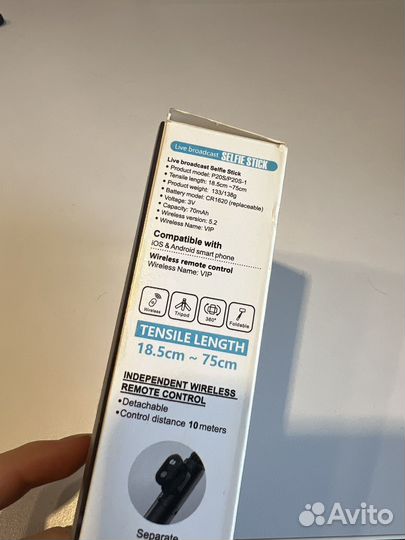 Live broadcast SELFIE STICK
Live broadcast Selfie Stick
• Product model: P20S/P20S-1
• Tensile length: 18.5cm ~75cm
• Product weight: 133/138g
• Battery model: CR1620 (replaceable)
• Voltage: 3V
• Capacity: 70mAh
• Wireless version: 5.2
• Wireless Name: VIP
Compatible with
iOS & Android smart phone
Wireless remote control
Wireless Name: VIP
Wireless Tripod 360° Foldable
TENSILE LENGTH
18.5cm ~ 75cm
INDEPENDENT WIRELESS
REMOTE CONTROL
•Detachable
•Control distance 10 meters
Separate
Avito